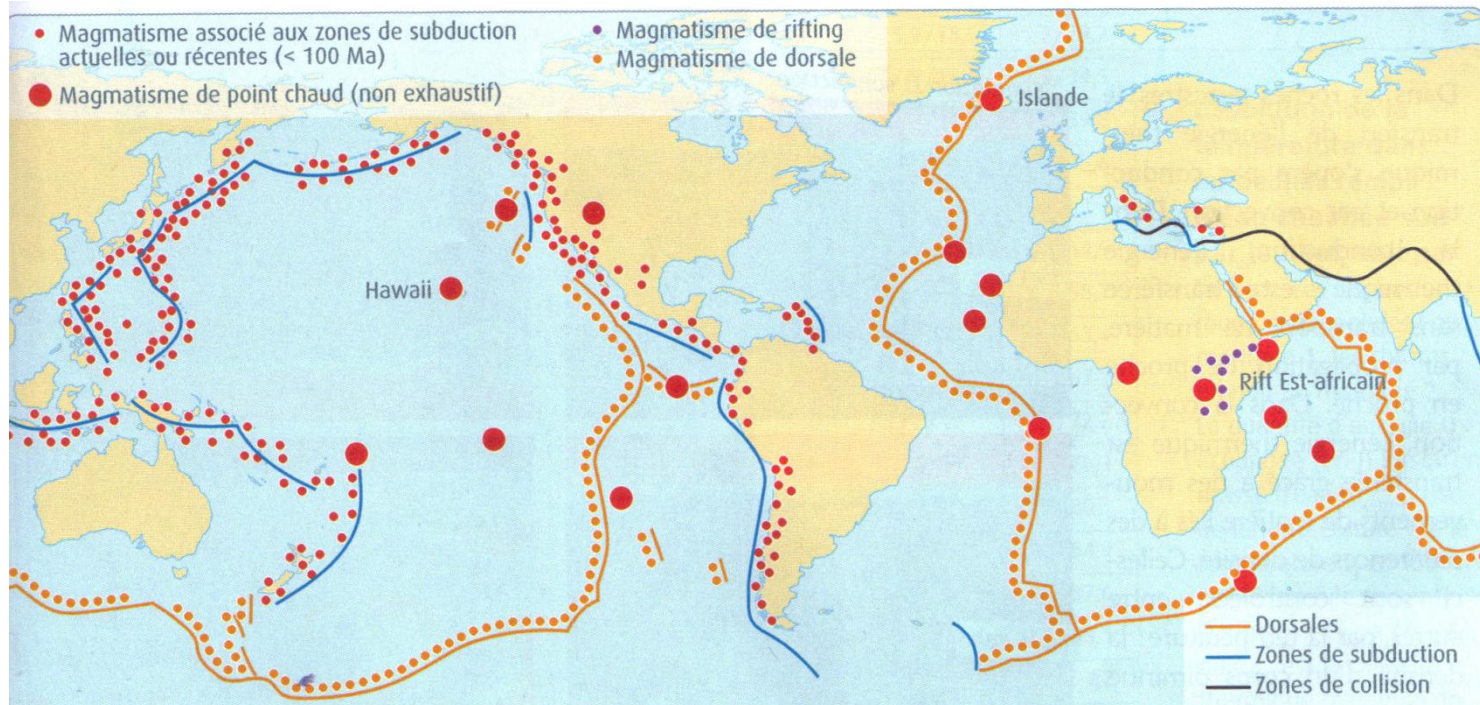 Magmatisme associé aux zones de subduction
actuelles ou récentes (< 100 Ma)
Magmatisme de point chaud (non exhaustif)
Magmatisme de rifting
Magmatisme de dorsale
Islande
Hawaii
Rift Est-africain
Dorsales
Zones de subduction
Zones de collision